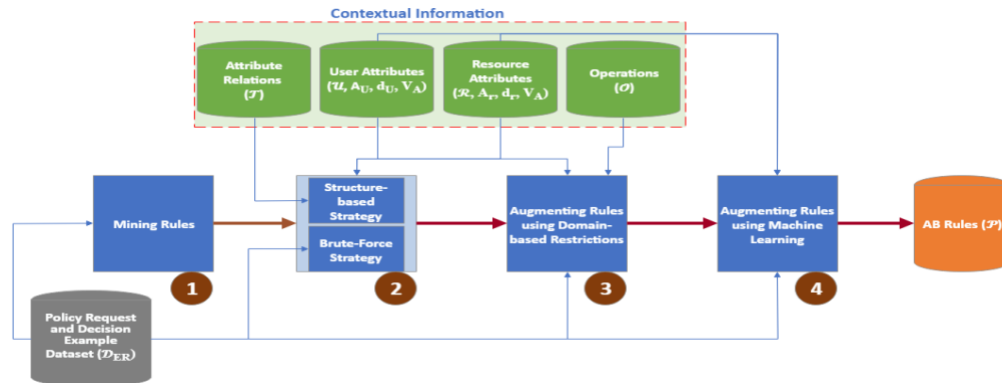 Contextual Information
Attribute
Relations
(𝒯)
User Attributes
(𝒰, A_U, d_U, V_A)
Resource
Attributes
(ℛ, A_r, d_r, V_A)
Operations
(𝒪)
Mining Rules
1
Structure-
based
Strategy
Brute-Force
Strategy
2
Augmenting Rules
using Domain-
based Restrictions
3
Augmenting Rules
using Machine
Learning
4
AB Rules (𝒫)
Policy Request
and Decision
Example
Dataset (𝒟_ER)